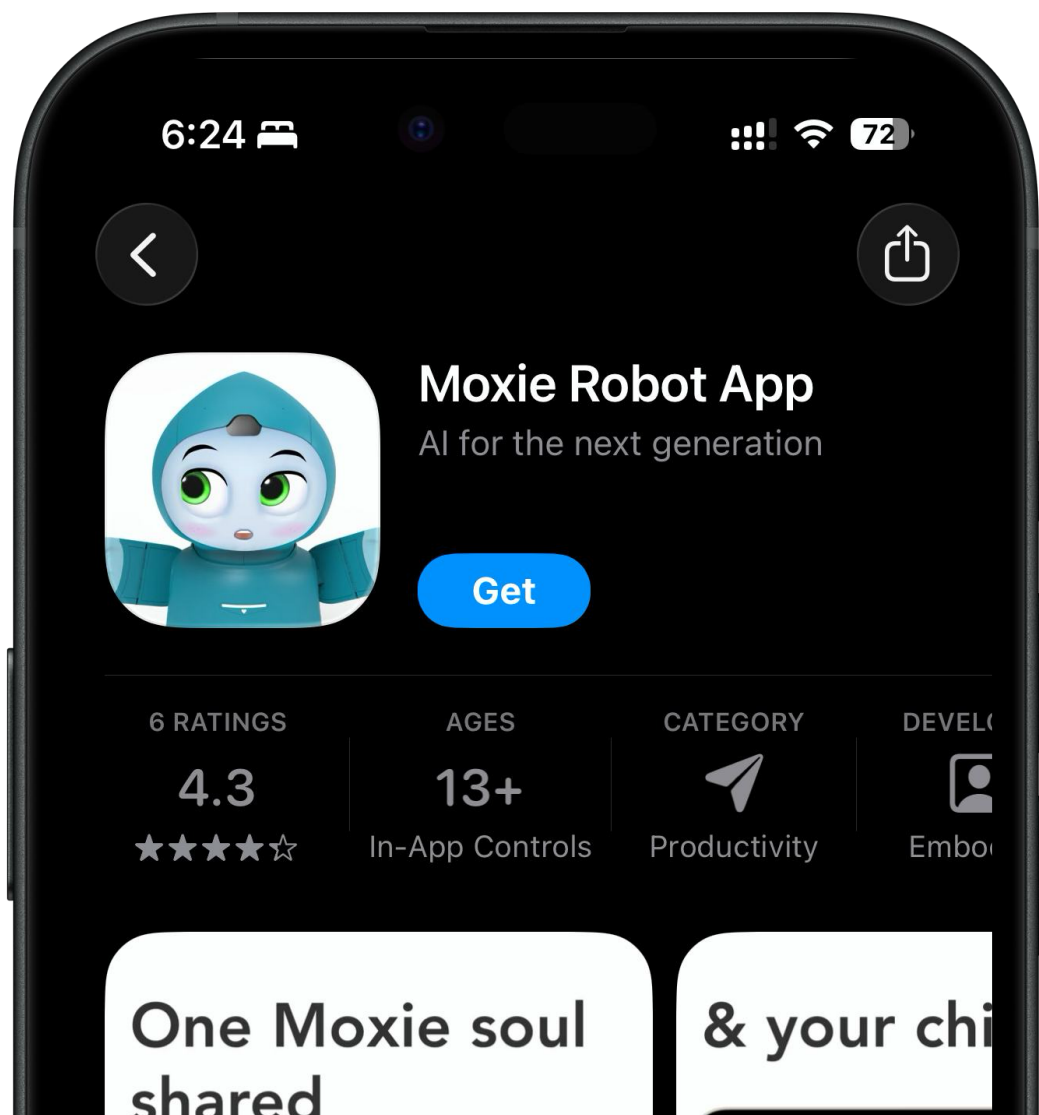 6:24
72
Moxie Robot App
AI for the next generation
Get
6 RATINGS
AGES
CATEGORY
4.3
13+
In-App Controls
Productivity
One Moxie soul
shared
& your